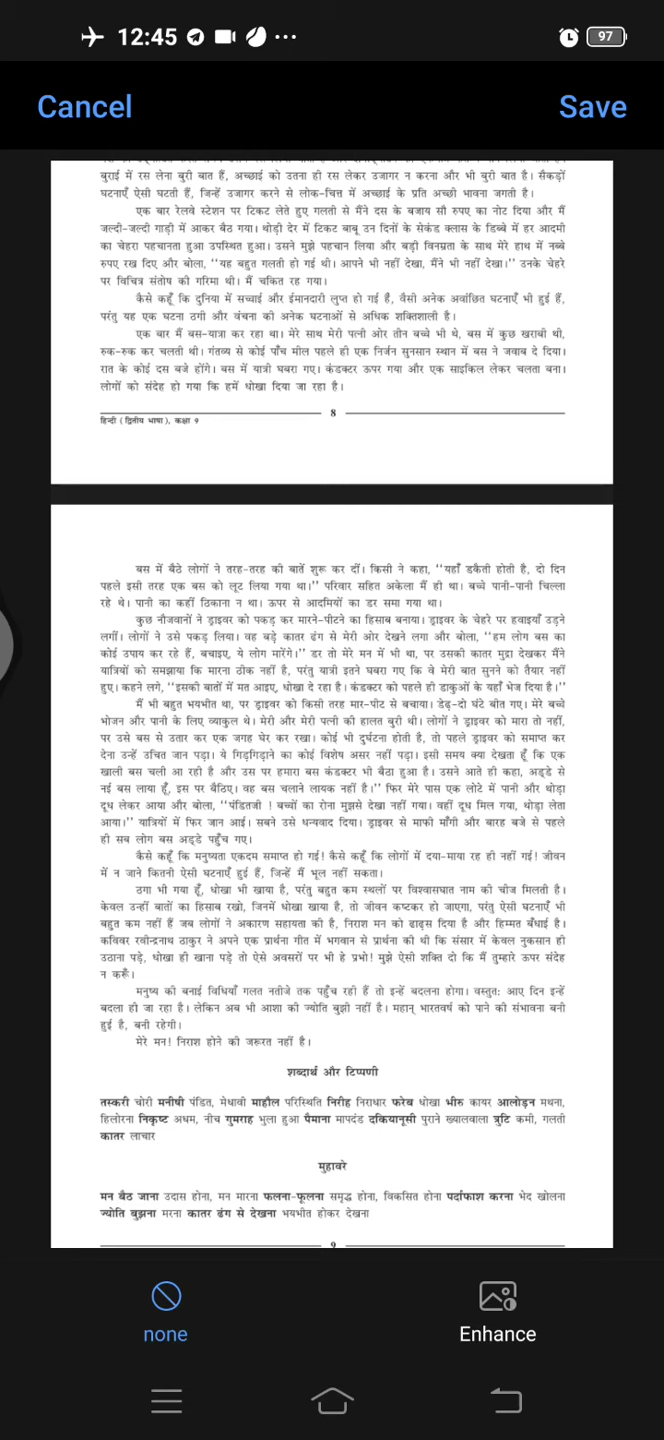 12:45
97
Cancel
Save
बुराई में रस लेना बुरी बात हैं, अच्छाई को उतना ही रस लेकर उजागर न करना और भी बुरी बात है। सैकड़ों
घटनाएँ ऐसी घटती हैं, जिन्हें उजागर करने से लोक-चित्त में अच्छाई के प्रति अच्छी भावना जगती है।
एक बार रेलवे स्टेशन पर टिकट लेते हुए गलती से मैंने दस के बजाय सौ रुपए का नोट दिया और मैं
जल्दी-जल्दी गाड़ी में आकर बैठ गया। थोड़ी देर में टिकट बाबू उन दिनों के सेकंड क्लास के डिब्बे में हर आदमी
का चेहरा पहचानता हुआ उपस्थित हुआ। उसने मुझे पहचान लिया और बड़ी विनम्रता के साथ मेरे हाथ में नब्बे
रुपए रख दिए और बोला, ‘‘यह बहुत गलती हो गई थी। आपने भी नहीं देखा, मैंने भी नहीं देखा।’’ उनके चेहरे
पर विचित्र संतोष की गरिमा थी। मैं चकित रह गया।
कैसे कहूँ कि दुनिया में सच्चाई और ईमानदारी लुप्त हो गई है, वैसी अनेक अवांछित घटनाएँ भी हुई हैं,
परंतु यह एक घटना ठगी और वंचना की अनेक घटनाओं से अधिक शक्तिशाली है।
एक बार मैं बस-यात्रा कर रहा था। मेरे साथ मेरी पत्नी ओर तीन बच्चे भी थे, बस में कुछ खराबी थी,
रुक-रुक कर चलती थी। गंतव्य से कोई पाँच मील पहले ही एक निर्जन सुनसान स्थान में बस ने जवाब दे दिया।
रात के कोई दस बजे होंगे। बस में यात्री घबरा गए। कंडक्टर ऊपर गया और एक साइकिल लेकर चलता बना।
लोगों को संदेह हो गया कि हमें धोखा दिया जा रहा है।
8
हिन्दी (द्वितीय भाषा), कक्षा ९
बस में बैठे लोगों ने तरह-तरह की बातें शुरू कर दीं। किसी ने कहा, ‘‘यहाँ डकैती होती है, दो दिन
पहले इसी तरह एक बस को लूट लिया गया था।’’ परिवार सहित अकेला मैं ही था। बच्चे पानी-पानी चिल्ला
रहे थे। पानी का कहीं ठिकाना न था। ऊपर से आदमियों का डर समा गया था।
कुछ नौजवानों ने ड्राइवर को पकड़ कर मारने-पीटने का हिसाब बनाया। ड्राइवर के चेहरे पर हवाइयाँ उड़ने
लगीं। लोगों ने उसे पकड़ लिया। वह बड़े कातर ढंग से मेरी ओर देखने लगा और बोला, ‘‘हम लोग बस का
कोई उपाय कर रहे हैं, बचाइए, ये लोग मारेंगे।’’ डर तो मेरे मन में भी था, पर उसकी कातर मुद्रा देखकर मैंने
यात्रियों को समझाया कि मारना ठीक नहीं है, परंतु यात्री इतने घबरा गए कि वे मेरी बात सुनने को तैयार नहीं
हुए। कहने लगे, ‘‘इसकी बातों में मत आइए, धोखा दे रहा है। कंडक्टर को पहले ही डाकुओं के यहाँ भेज दिया है।’’
मैं भी बहुत भयभीत था, पर ड्राइवर को किसी तरह मार-पीट से बचाया। डेढ़-दो घंटे बीत गए। मेरे बच्चे
भोजन और पानी के लिए व्याकुल थे। मेरी और मेरी पत्नी की हालत बुरी थी। लोगों ने ड्राइवर को मारा तो नहीं,
पर उसे बस से उतार कर एक जगह घेर कर रखा। कोई भी दुर्घटना होती है, तो पहले ड्राइवर को समाप्त कर
देना उन्हें उचित जान पड़ा। ये गिड़गिड़ाने का कोई विशेष असर नहीं पड़ा। इसी समय क्या देखता हूँ कि एक
खाली बस चली आ रही है और उस पर हमारा बस कंडक्टर भी बैठा हुआ है। उसने आते ही कहा, अड्डे से
नई बस लाया हूँ, इस पर बैठिए। वह बस चलाने लायक नहीं है।’’ फिर मेरे पास एक लोटे में पानी और थोड़ा
दूध लेकर आया और बोला, ‘‘पंडितजी ! बच्चों का रोना मुझसे देखा नहीं गया। वहीं दूध मिल गया, थोड़ा लेता
आया।’’ यात्रियों में फिर जान आई। सबने उसे धन्यवाद दिया। ड्राइवर से माफी माँगी और बारह बजे से पहले
ही सब लोग बस अड्डे पहुँच गए।
कैसे कहूँ कि मनुष्यता एकदम समाप्त हो गई! कैसे कहूँ कि लोगों में दया-माया रह ही नहीं गई! जीवन
में न जाने कितनी ऐसी घटनाएँ हुई हैं, जिन्हें मैं भूल नहीं सकता।
ठगा भी गया हूँ, धोखा भी खाया है, परंतु बहुत कम स्थलों पर विश्वासघात नाम की चीज मिलती है।
केवल उन्हीं बातों का हिसाब रखो, जिनमें धोखा खाया है, तो जीवन कष्टकर हो जाएगा, परंतु ऐसी घटनाएँ भी
बहुत कम नहीं हैं जब लोगों ने अकारण सहायता की है, निराश मन को ढाढ़स दिया है और हिम्मत बँधाई है।
कविवर रवीन्द्रनाथ ठाकुर ने अपने एक प्रार्थना गीत में भगवान से प्रार्थना की थी कि संसार में केवल नुकसान ही
उठाना पड़े, धोखा ही खाना पड़े तो ऐसे अवसरों पर भी हे प्रभो! मुझे ऐसी शक्ति दो कि मैं तुम्हारे ऊपर संदेह
न करूँ।
मनुष्य की बनाई विधियाँ गलत नतीजे तक पहुँच रही हैं तो इन्हें बदलना होगा। वस्तुतः आए दिन इन्हें
बदला ही जा रहा है। लेकिन अब भी आशा की ज्योति बुझी नहीं है। महान् भारतवर्ष को पाने की संभावना बनी
हुई है, बनी रहेगी।
मेरे मन! निराश होने की जरूरत नहीं है।
शब्दार्थ और टिप्पणी
तस्करी चोरी मनीषी पंडित, मेधावी माहौल परिस्थिति निरीह निराधार फरेब धोखा भीरु कायर आलोड़न मथना,
हिलोरना निकृष्ट अधम, नीच गुमराह भुला हुआ पैमाना मापदंड दकियानूसी पुराने ख्यालवाला त्रुटि कमी, गलती
कातर लाचार
मुहावरे
मन बैठ जाना उदास होना, मन मारना फलना-फूलना समृद्ध होना, विकसित होना पर्दाफाश करना भेद खोलना
ज्योति बुझना मरना कातर ढंग से देखना भयभीत होकर देखना
9
none
Enhance